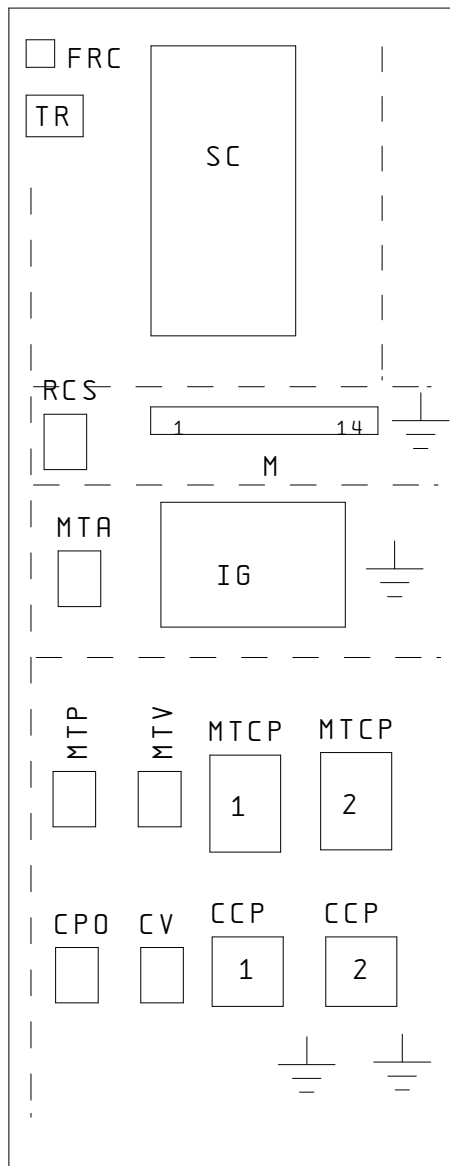 FRC
TR
SC
RCS
1 14
M
MTA
IG
MTP MTV MTCP MTCP
1 2
CPO CV CCP CCP
1 2